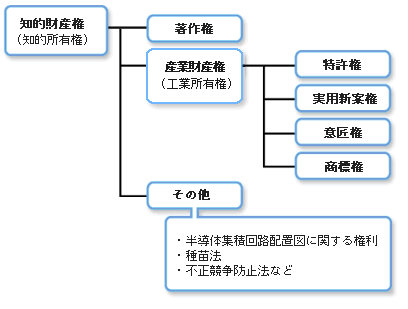 知的財産権
（知的所有権）
著作権
産業財産権
（工業所有権）
特許権
実用新案権
意匠権
商標権
その他
・半導体集積回路配置図に関する権利
・種苗法
・不正競争防止法など